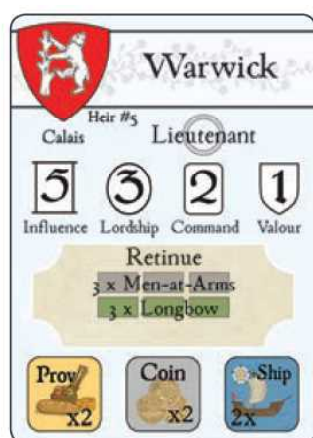 Warwick
Heir #5
Calais Lieutenant
5 3 2 1
Influence Lordship Command Valour
Retinue
3 x Men-at-Arms
3 x Longbow
Prov Coin Ship
x2 x2 2x